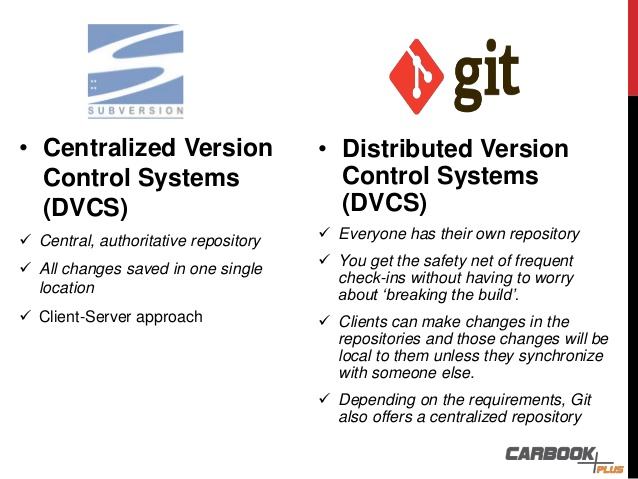 SUBVERSION
• Centralized Version
Control Systems
(DVCS)
✓ Central, authoritative repository
✓ All changes saved in one single
location
✓ Client-Server approach
git
• Distributed Version
Control Systems
(DVCS)
✓ Everyone has their own repository
✓ You get the safety net of frequent
check-ins without having to worry
about ‘breaking the build’.
✓ Clients can make changes in the
repositories and those changes will be
local to them unless they synchronize
with someone else.
✓ Depending on the requirements, Git
also offers a centralized repository
CARBOOK
PLUS